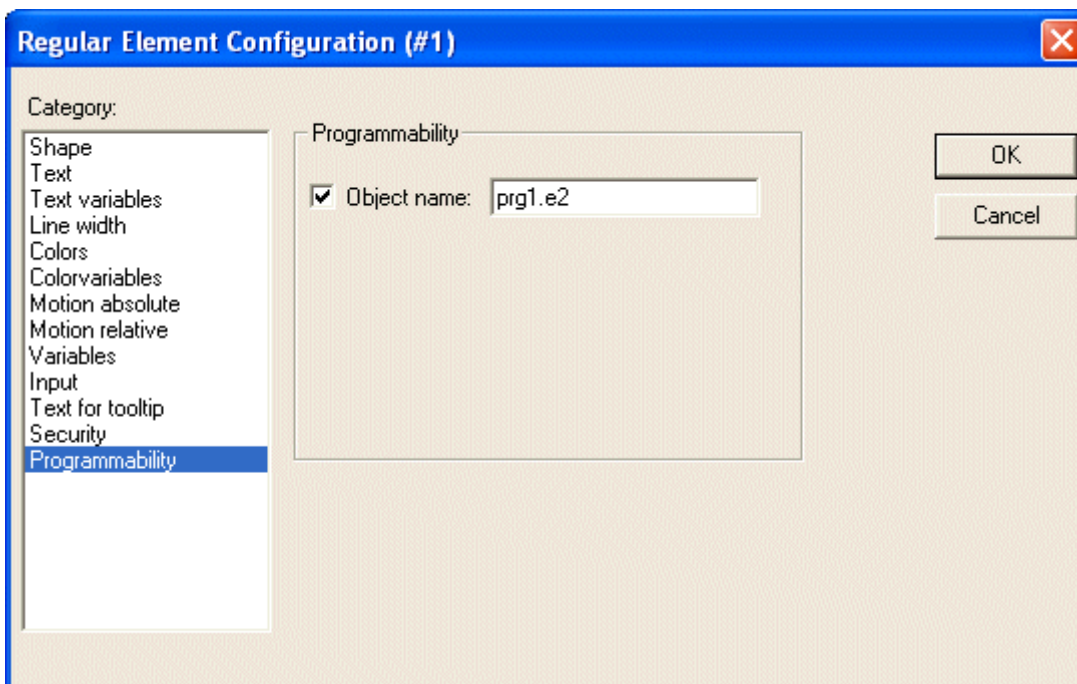 Regular Element Configuration (#1)
Category:
Shape
Text
Text variables
Line width
Colors
Colorvariables
Motion absolute
Motion relative
Variables
Input
Text for tooltip
Security
Programmability
Programmability
Object name: prg1.e2
OK
Cancel